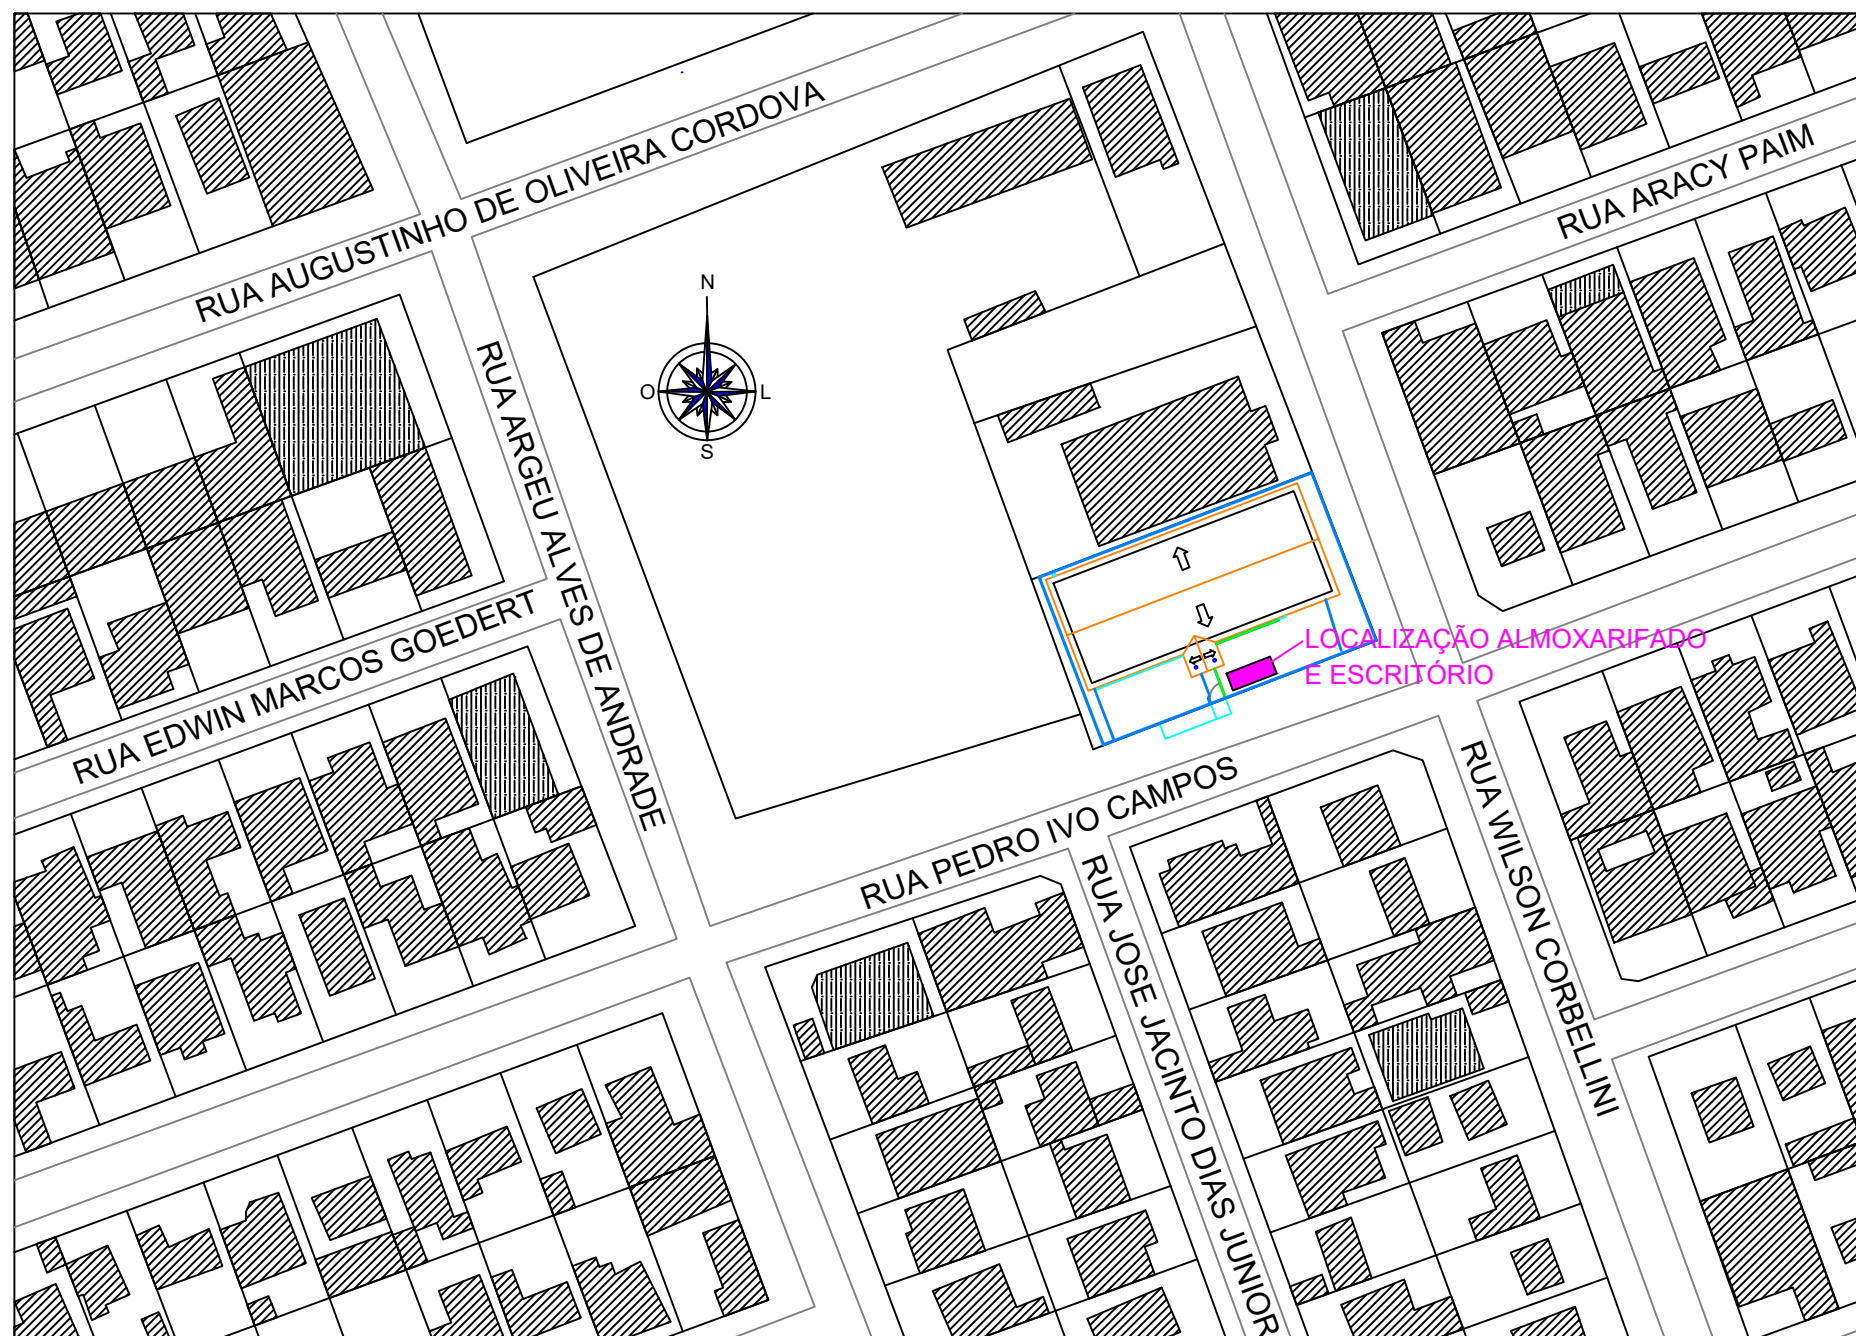 RUA AUGUSTINHO DE OLIVEIRA CORDOVA
RUA ARACY PAIM
N
O
L
S
RUA ARGEU ALVES DE ANDRADE
RUA EDWIN MARCOS GOEDERT
LOCALIZAÇÃO ALMOXARIFADO
E ESCRITÓRIO
RUA PEDRO IVO CAMPOS
RUA WILSON CORBELLINI
RUA JOSE JACINTO DIAS JUNIOR